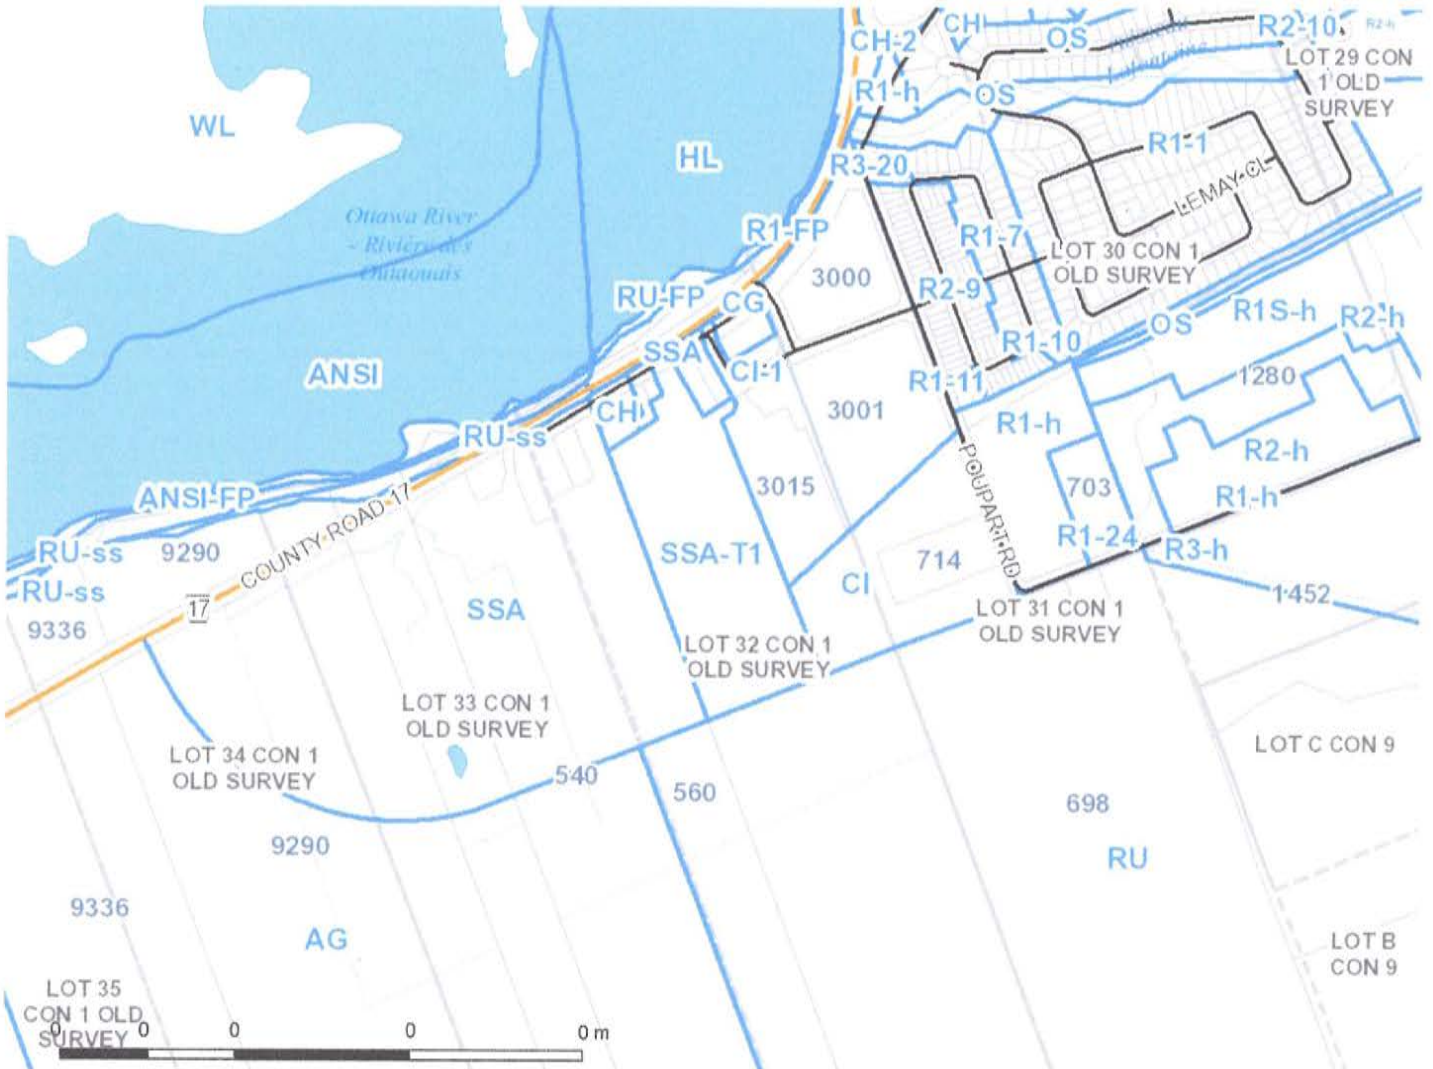 CH
R2-10
R2-h
CH-2
OS
LOT 29 CON
1 OLD
SURVEY
R1-h
OS
WL
HL
R1-1
R3-20
LEMAY CL
Ottawa River
- Rivière des
Outaouais
R1-FP
R1-7
LOT 30 CON 1
OLD SURVEY
3000
RU-FP
CG
R2-9
R1S-h
R2-h
OS
SSA
R1-10
ANSI
CI-1
R1-11
1280
CH
3001
R1-h
RU-ss
R2-h
POUPART RD
3015
703
R1-h
ANSI-FP
COUNTY ROAD 17
RU-ss
9290
SSA-T1
R1-24
R3-h
714
CI
RU-ss
17
SSA
1452
9336
LOT 31 CON 1
OLD SURVEY
LOT 32 CON 1
OLD SURVEY
LOT 33 CON 1
OLD SURVEY
LOT C CON 9
LOT 34 CON 1
OLD SURVEY
540
560
698
9290
RU
9336
AG
LOT B
CON 9
LOT 35
CON 1 OLD
SURVEY
0 0 0 0 0 m